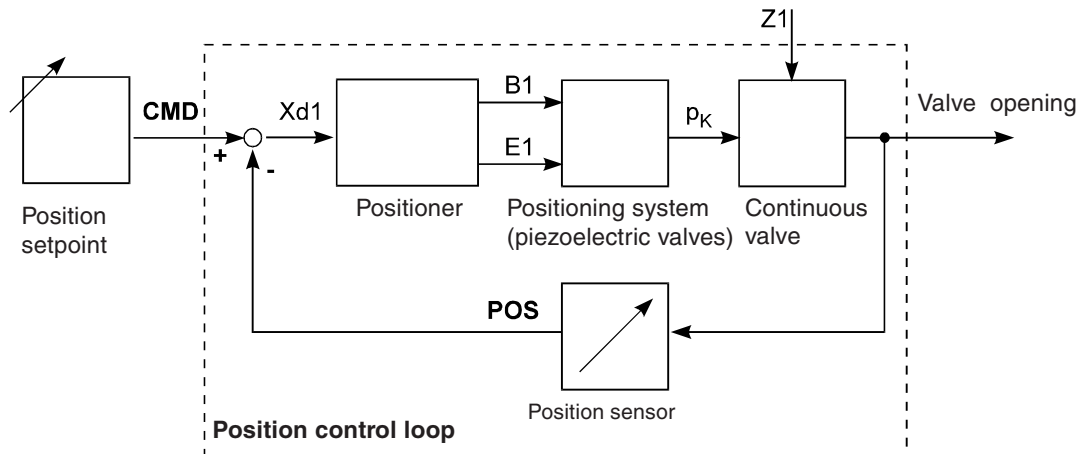 Z1
CMD
Xd1
B1
E1
pK
Valve opening
+
-
Position
setpoint
Positioner
Positioning system
(piezoelectric valves)
Continuous
valve
POS
Position sensor
Position control loop